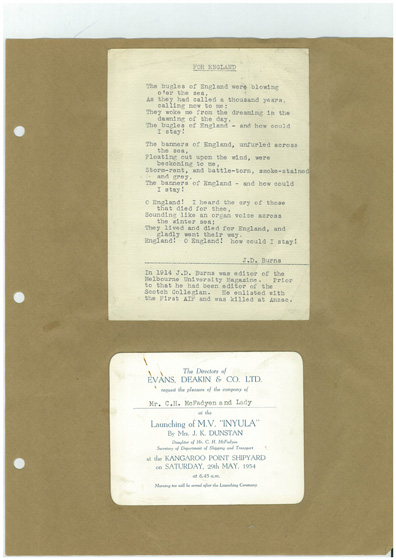 FOR ENGLAND
The bugles of England were blowing
o'er the sea,
As they had called a thousand years,
calling now to me;
They woke me from the dreaming in the
dawning of the day,
The bugles of England - and how could
I stay!
The banners of England, unfurled across
the sea,
Floating out upon the wind, were
beckoning to me,
Storm-rent, and battle-torn, smoke-stained
and grey,
The banners of England - and how could
I stay!
O England! I heard the cry of those
that died for thee,
Sounding like an organ voice across
the winter sea;
They lived and died for England, and
gladly went their way,
England! O England! how could I stay!
J.D. Burns
In 1914 J.D. Burns was editor of the
Melbourne University Magazine. Prior
to that he had been editor of the
Scotch Collegian. He enlisted with
the First AIF and was killed at Anzac.
The Directors of
EVANS, DEAKIN & CO. LTD.
request the pleasure of the company of
Mr. C.H. McFadyen and Lady
at the
Launching of M.V. "INYULA"
By Mrs. J. K. DUNSTAN
Daughter of Mr. C. H. McFadyen
Secretary of Department of Shipping and Transport
at the KANGAROO POINT SHIPYARD
on SATURDAY, 29th MAY, 1954
at 6.45 a.m.
Morning tea will be served after the Launching Ceremony